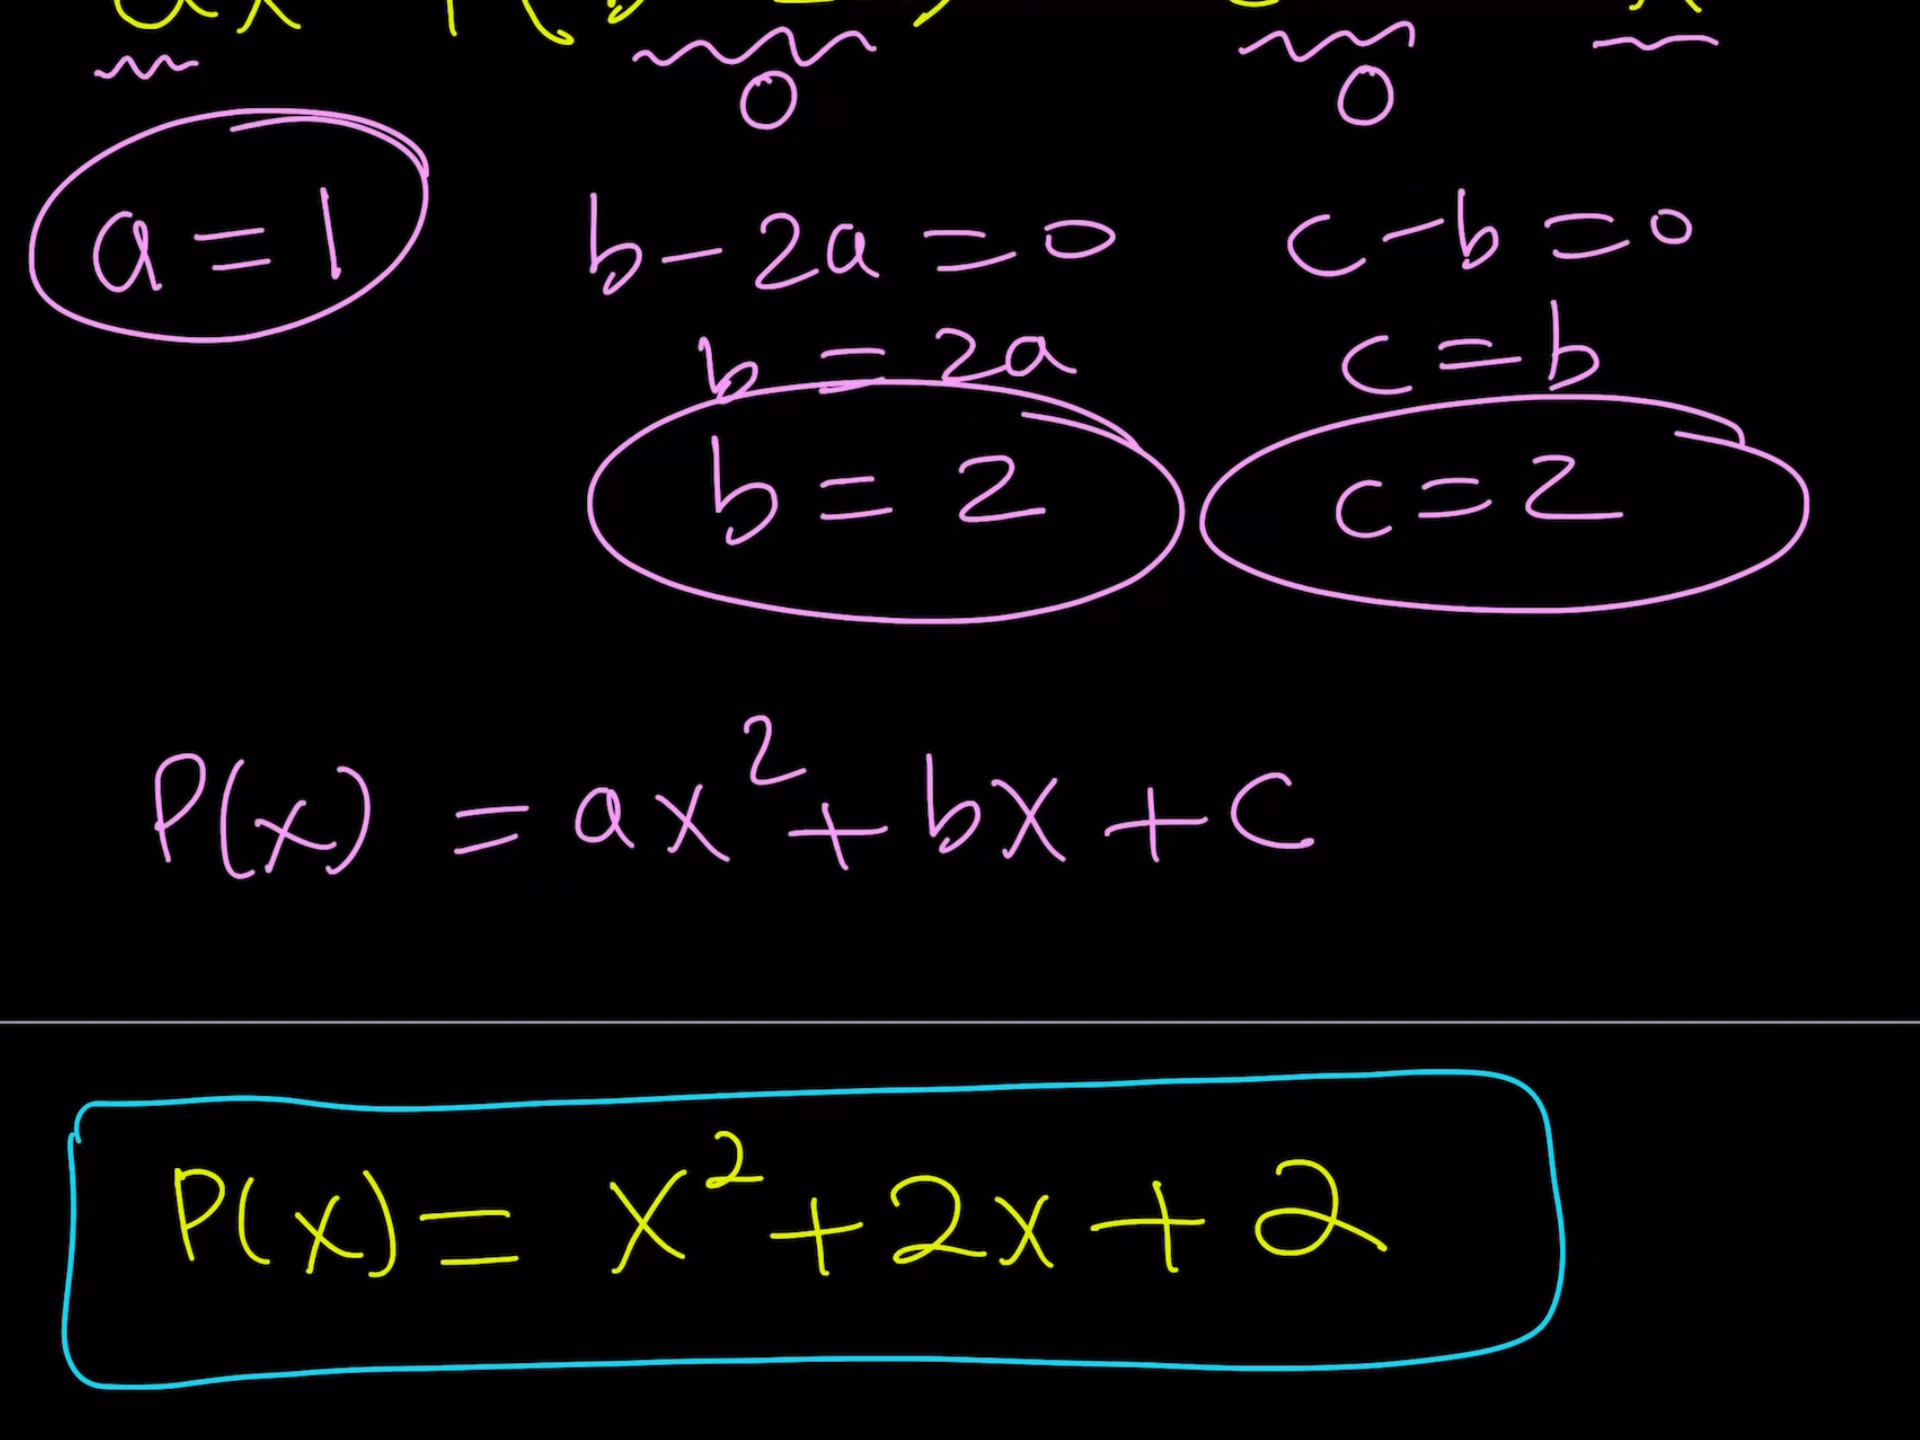 0 0
a = 1 b - 2a = 0 c - b = 0
b = 2a c = b
b = 2 c = 2
P(x) = ax² + bx + c
P(x) = x² + 2x + 2